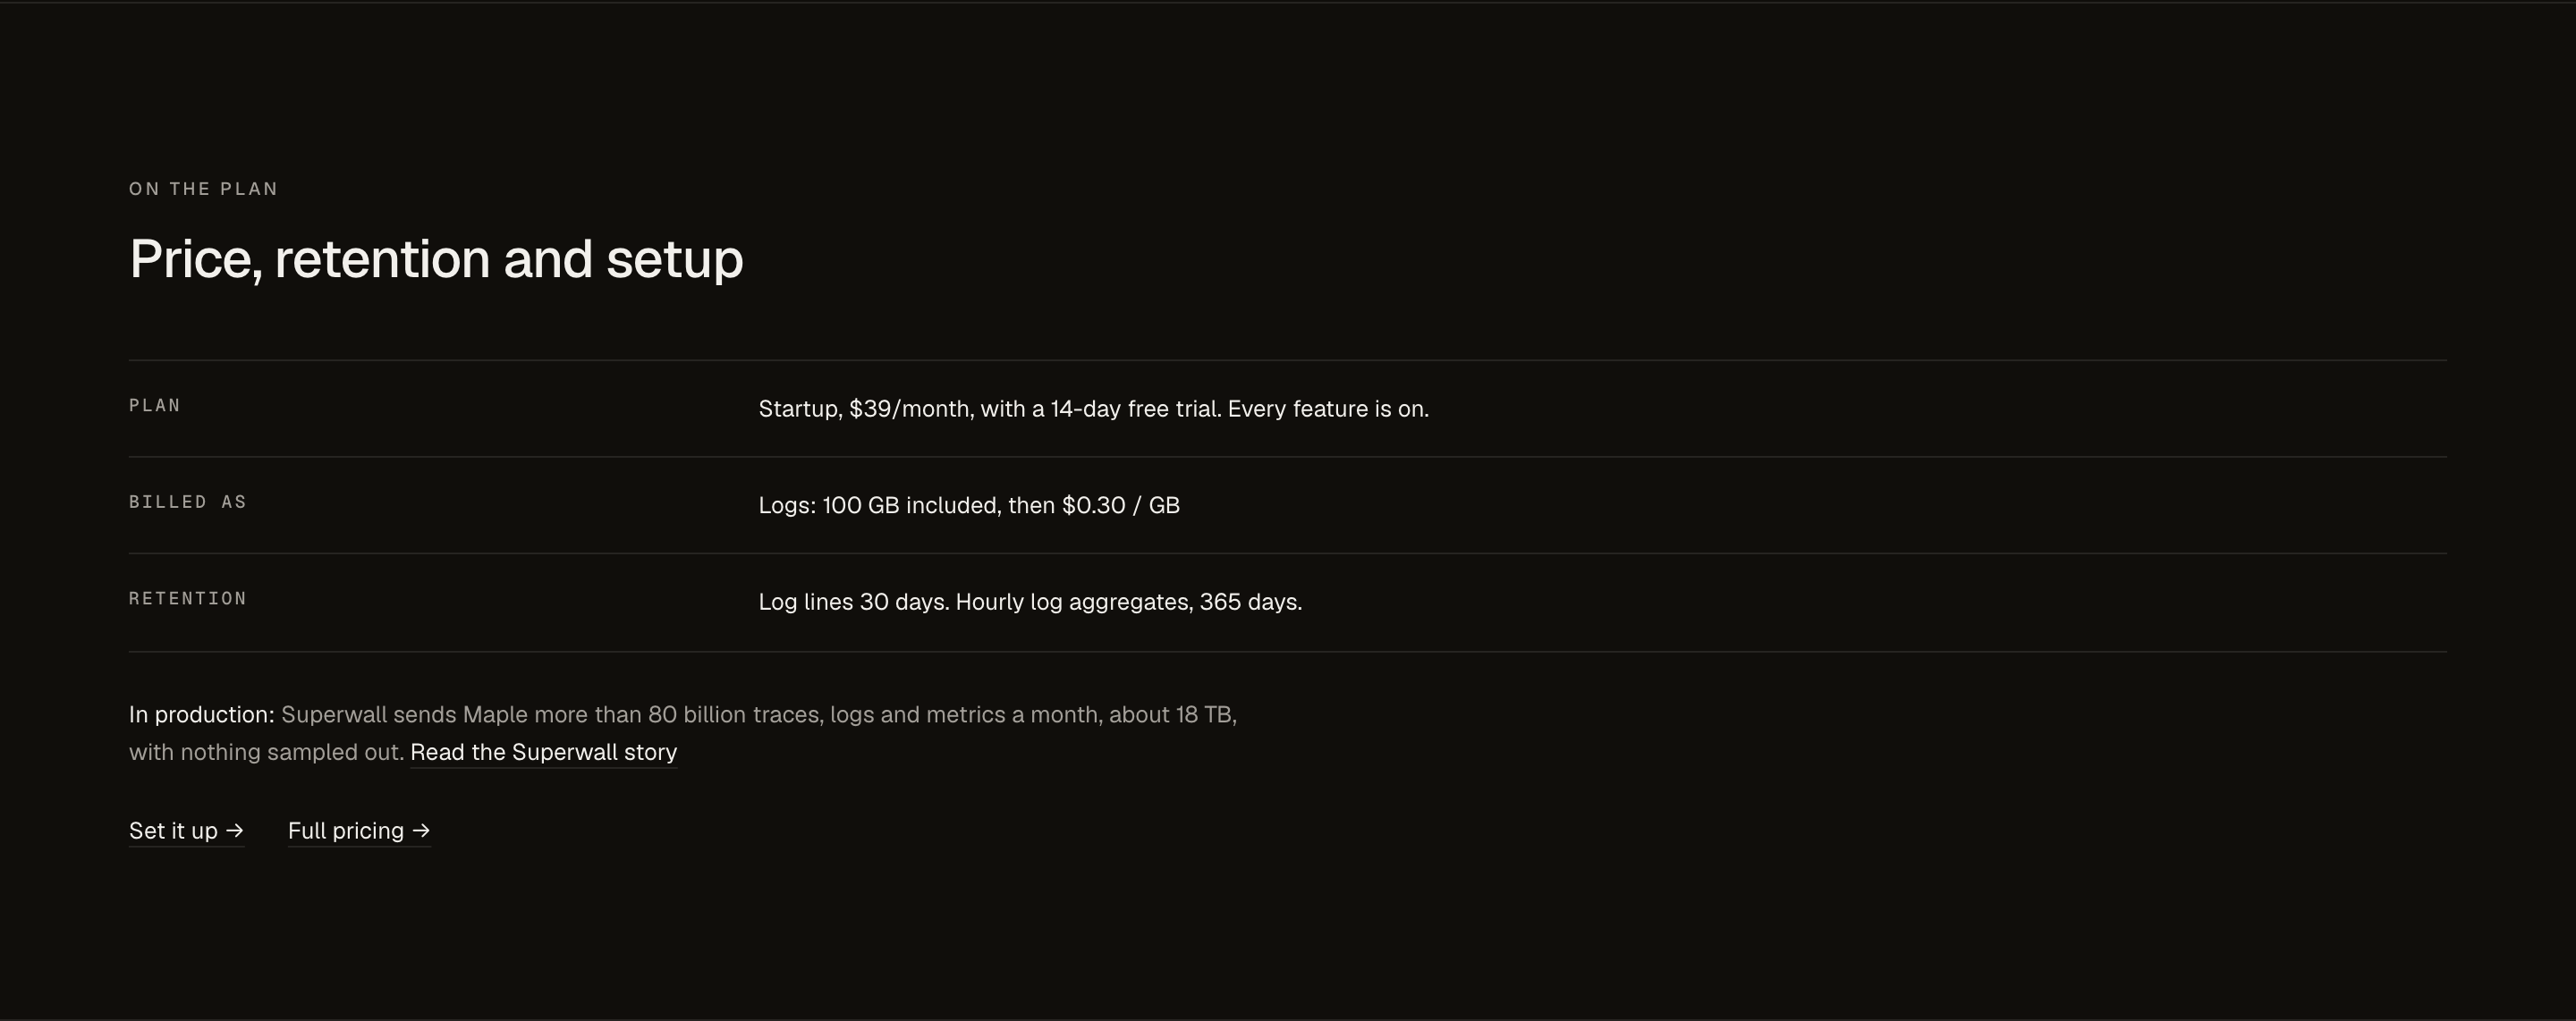 ON THE PLAN
Price, retention and setup
PLAN
Startup, $39/month, with a 14-day free trial. Every feature is on.
BILLED AS
Logs: 100 GB included, then $0.30 / GB
RETENTION
Log lines 30 days. Hourly log aggregates, 365 days.
In production: Superwall sends Maple more than 80 billion traces, logs and metrics a month, about 18 TB,
with nothing sampled out. Read the Superwall story
Set it up → Full pricing →